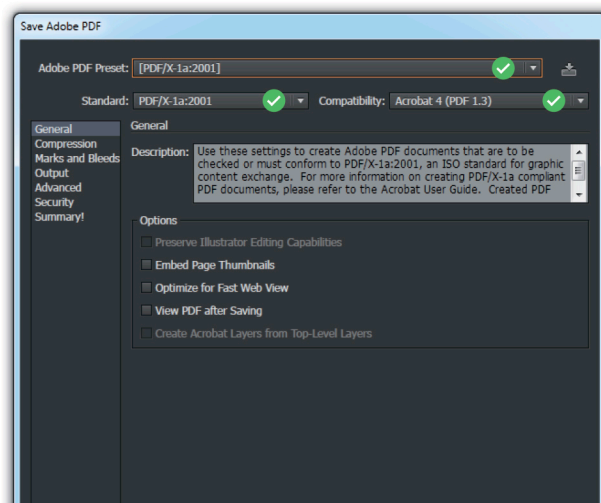 Save Adobe PDF
Adobe PDF Preset: [PDF/X-1a:2001]
Standard: PDF/X-1a:2001 Compatibility: Acrobat 4 (PDF 1.3)
General
Compression
Marks and Bleeds
Output
Advanced
Security
Summary!
General
Description: Use these settings to create Adobe PDF documents that are to be
checked or must conform to PDF/X-1a:2001, an ISO standard for graphic
content exchange. For more information on creating PDF/X-1a compliant
PDF documents, please refer to the Acrobat User Guide. Created PDF
Options
Preserve Illustrator Editing Capabilities
Embed Page Thumbnails
Optimize for Fast Web View
View PDF after Saving
Create Acrobat Layers from Top-Level Layers